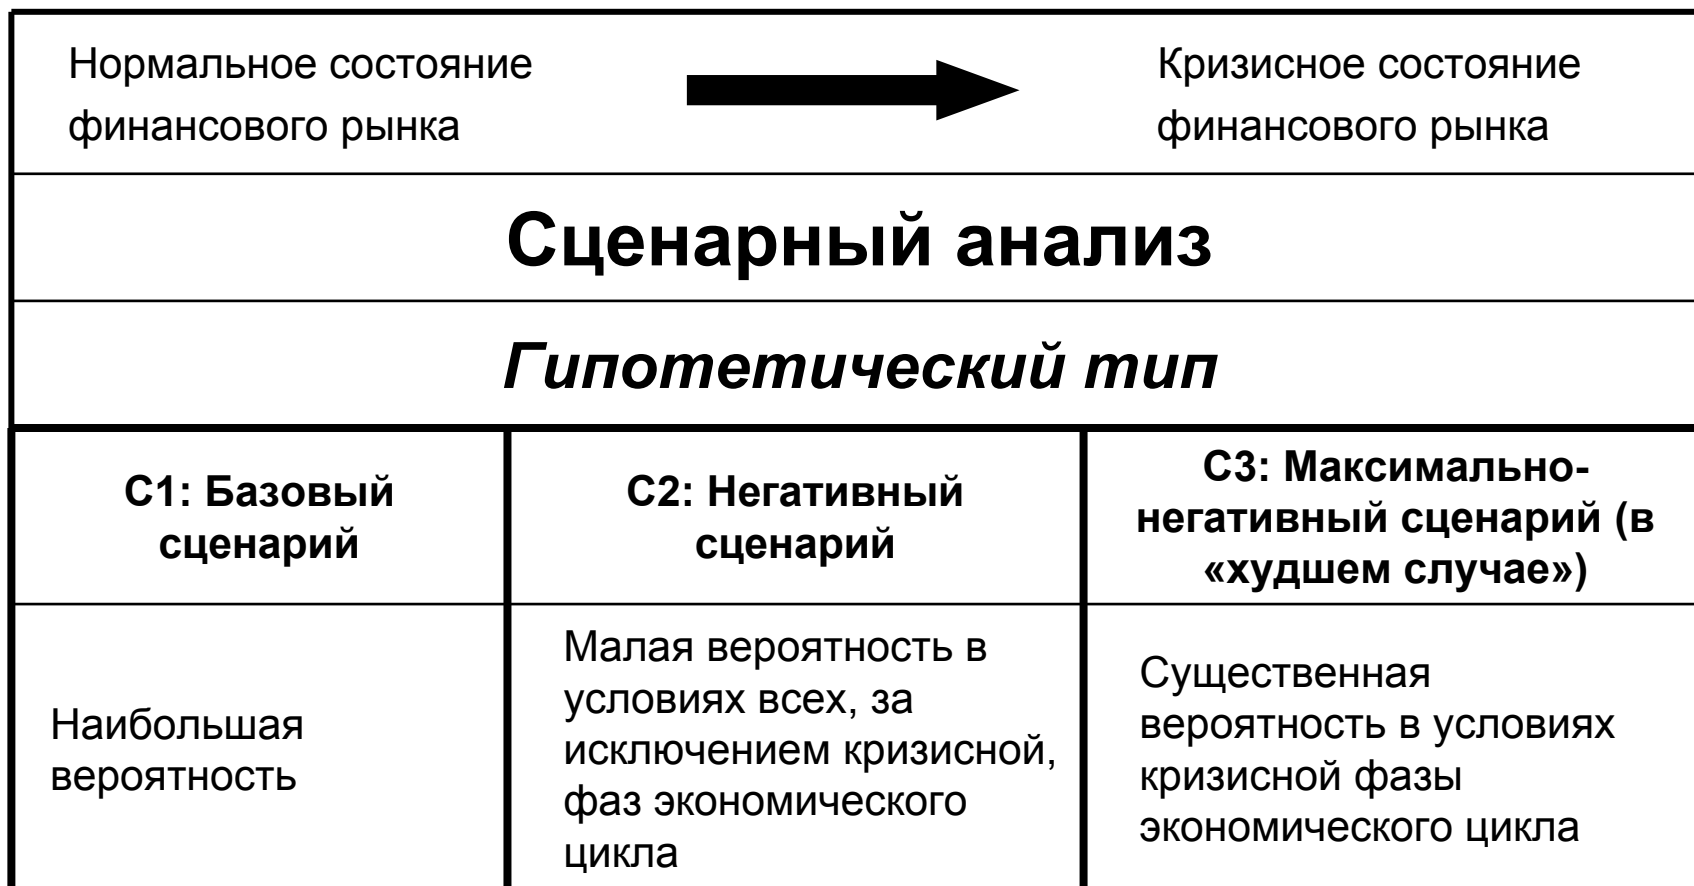 Нормальное состояние
финансового рынка
Кризисное состояние
финансового рынка
Сценарный анализ
Гипотетический тип
С1: Базовый
сценарий
С2: Негативный
сценарий
С3: Максимально-
негативный сценарий (в
«худшем случае»)
Наибольшая
вероятность
Малая вероятность в
условиях всех, за
исключением кризисной,
фаз экономического
цикла
Существенная
вероятность в условиях
кризисной фазы
экономического цикла